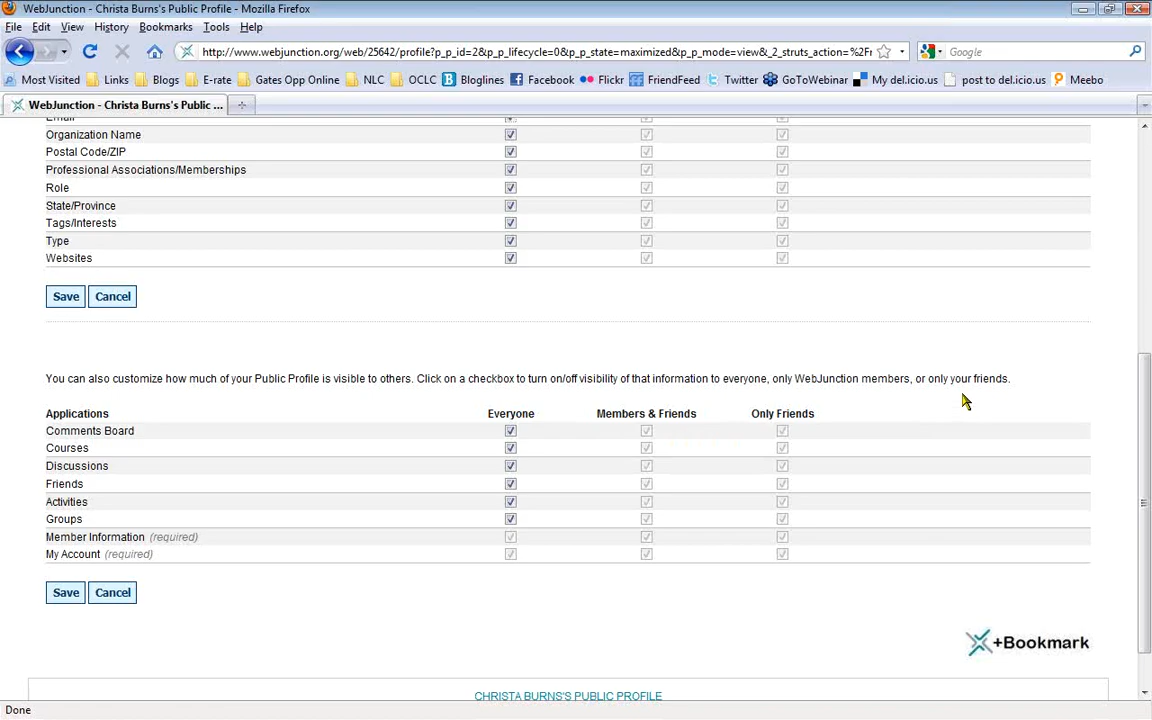 WebJunction - Christa Burns's Public Profile - Mozilla Firefox
File Edit View History Bookmarks Tools Help
http://www.webjunction.org/web/25642/profile?p_p_id=2&p_p_lifecycle=0&p_p_state=maximized&p_p_mode=view&_2_struts_action=%2F Google
Most Visited Links Blogs E-rate Gates Opp Online NLC OCLC Bloglines Facebook Flickr FriendFeed Twitter GoToWebinar My del.icio.us post to del.icio.us Meebo
WebJunction - Christa Burns's Public ...
Email
Organization Name
Postal Code/ZIP
Professional Associations/Memberships
Role
State/Province
Tags/Interests
Type
Websites
Save Cancel
You can also customize how much of your Public Profile is visible to others. Click on a checkbox to turn on/off visibility of that information to everyone, only WebJunction members, or only your friends.
Applications Everyone Members & Friends Only Friends
Comments Board
Courses
Discussions
Friends
Activities
Groups
Member Information (required)
My Account (required)
Save Cancel
+Bookmark
CHRISTA BURNS'S PUBLIC PROFILE
Done